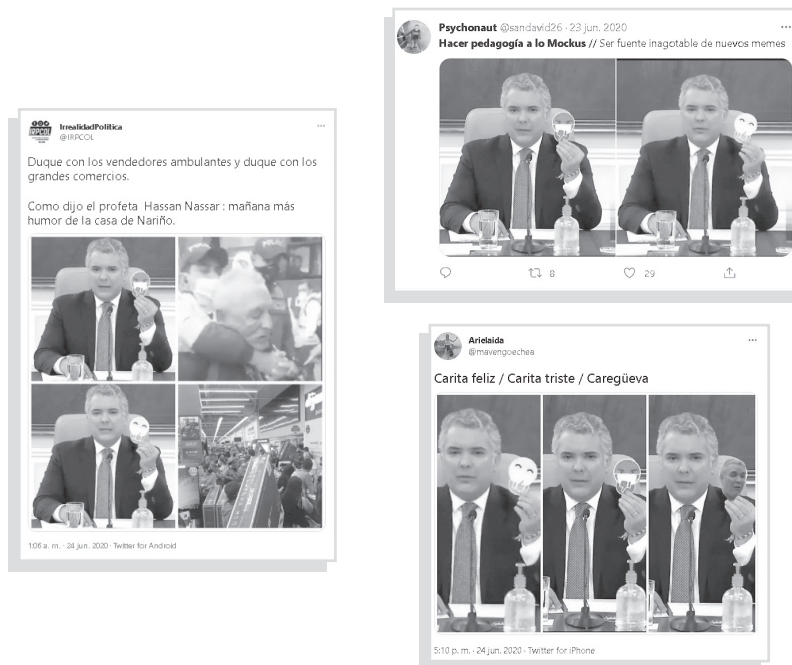 IrrealidadPolítica
@IRPCOL
Duque con los vendedores ambulantes y duque con los
grandes comercios.
Como dijo el profeta Hassan Nassar : mañana más
humor de la casa de Nariño.
1:06 a. m. · 24 jun. 2020 · Twitter for Android
Psychonaut @sandavid26 · 23 jun. 2020
Hacer pedagogía a lo Mockus // Ser fuente inagotable de nuevos memes
8 29
Arielaida
@mavengoechea
Carita feliz / Carita triste / Caregüeva
5:10 p. m. · 24 jun. 2020 · Twitter for iPhone